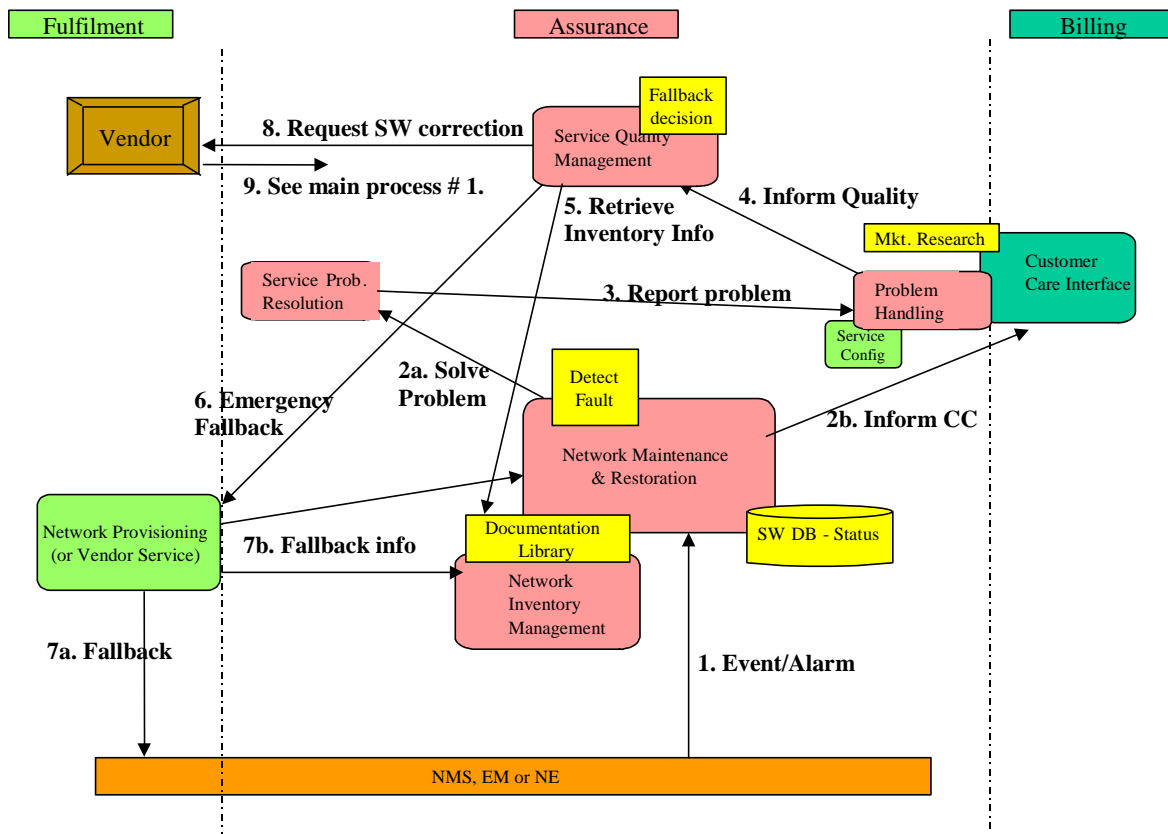 Fulfilment
Assurance
Billing
Vendor
8. Request SW correction
9. See main process # 1.
Fallback
decision
Service Quality
Management
5. Retrieve
Inventory Info
4. Inform Quality
Mkt. Research
Customer
Care Interface
Service Prob.
Resolution
3. Report problem
Problem
Handling
Service
Config
2a. Solve
Problem
Detect
Fault
2b. Inform CC
6. Emergency
Fallback
Network Maintenance
& Restoration
Network Provisioning
(or Vendor Service)
7b. Fallback info
Documentation
Library
SW DB - Status
Network
Inventory
Management
7a. Fallback
1. Event/Alarm
NMS, EM or NE